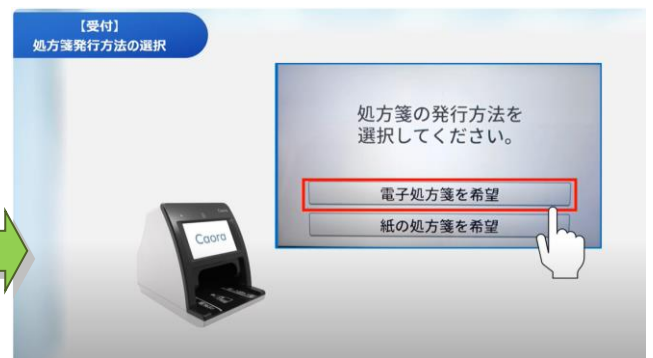 【受付】
処方箋発行方法の選択
処方箋の発行方法を
選択してください。
電子処方箋を希望
紙の処方箋を希望
Caora